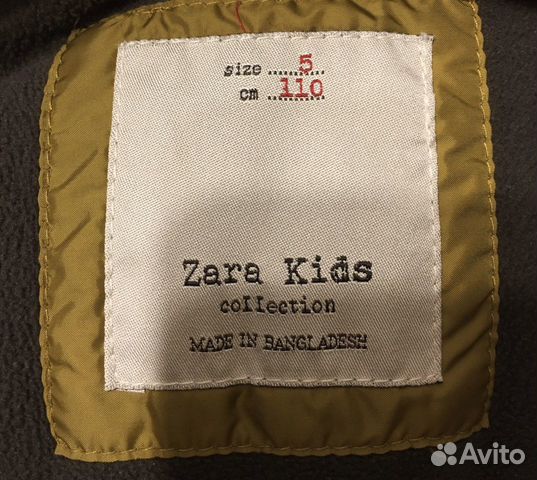 size ...... 5
cm ...... 110
Zara Kids
collection
MADE IN BANGLADESH
Avito